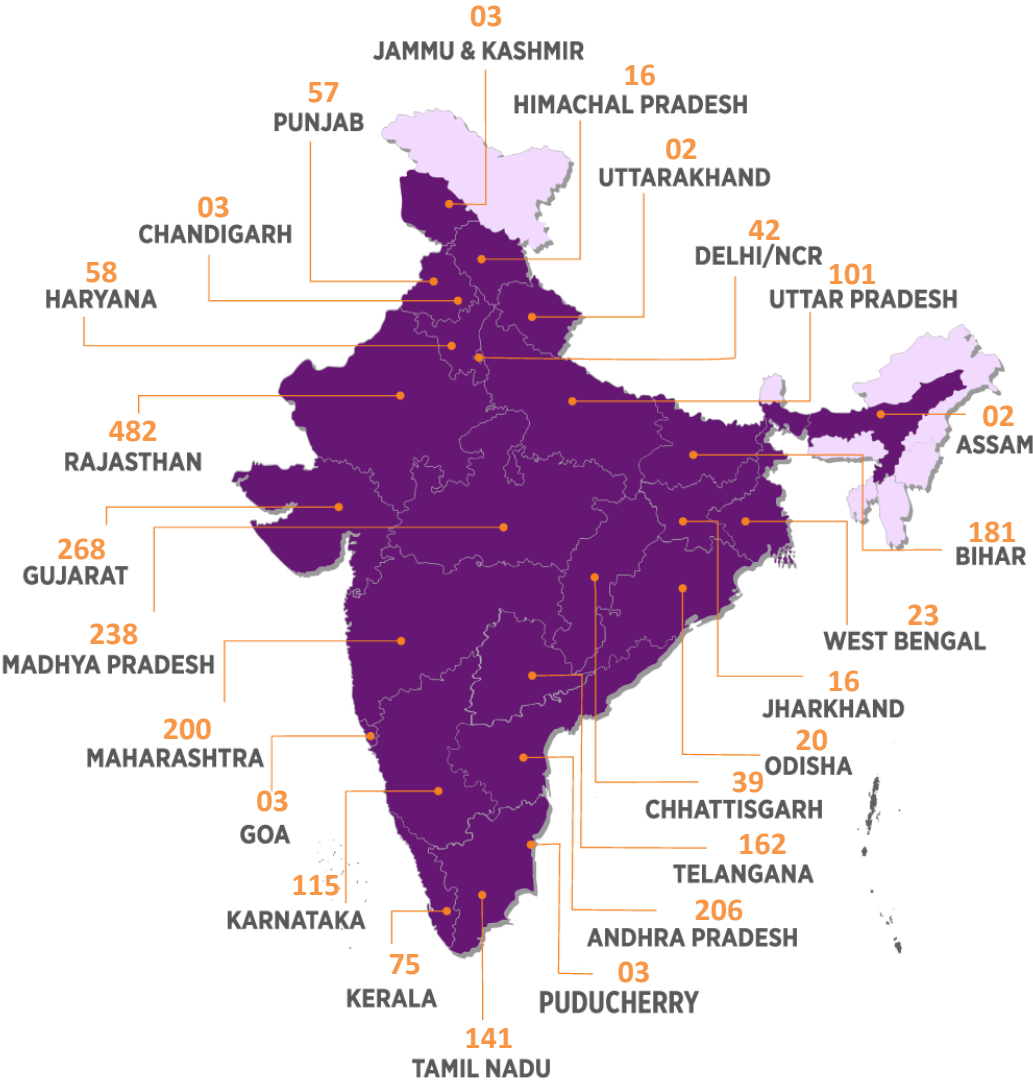 03
JAMMU & KASHMIR
16
HIMACHAL PRADESH
57
PUNJAB
02
UTTARAKHAND
03
CHANDIGARH
42
DELHI/NCR
58
HARYANA
101
UTTAR PRADESH
482
RAJASTHAN
02
ASSAM
268
GUJARAT
181
BIHAR
238
MADHYA PRADESH
23
WEST BENGAL
16
JHARKHAND
200
MAHARASHTRA
20
ODISHA
39
CHHATTISGARH
03
GOA
162
TELANGANA
115
KARNATAKA
206
ANDHRA PRADESH
75
KERALA
03
PUDUCHERRY
141
TAMIL NADU